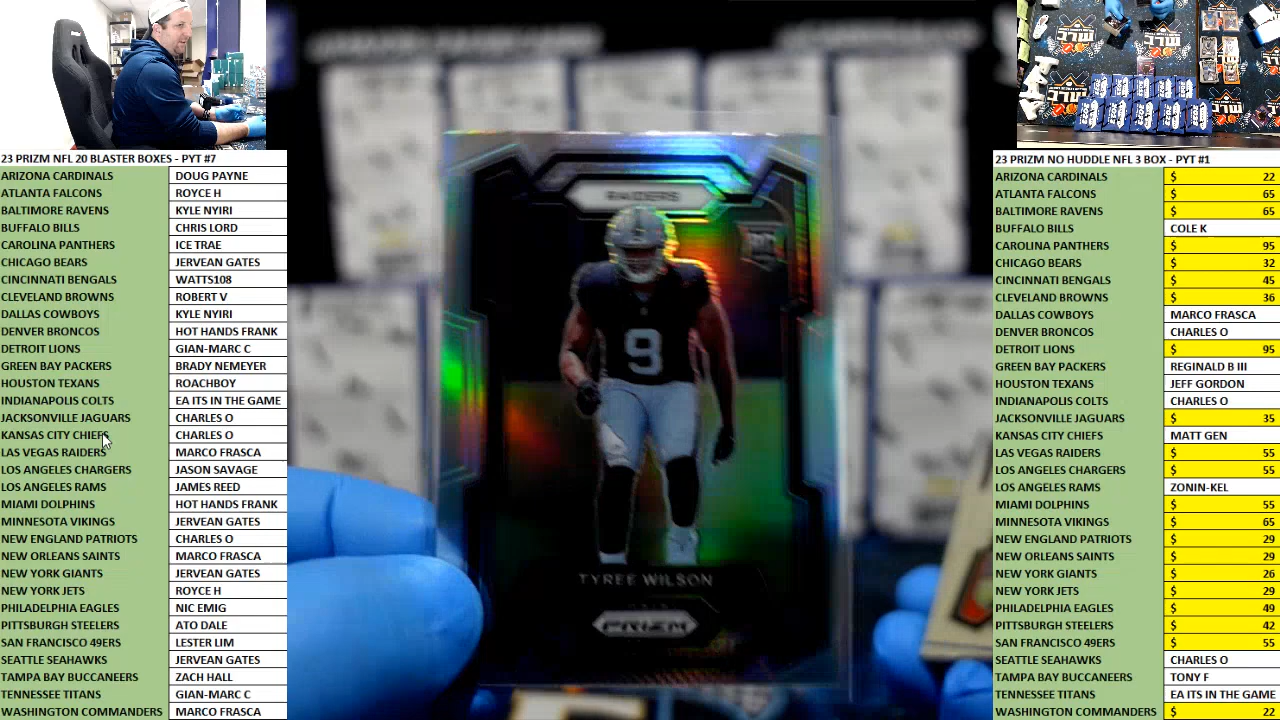 23 PRIZM NFL 20 BLASTER BOXES - PYT #7
ARIZONA CARDINALS DOUG PAYNE
ATLANTA FALCONS ROYCE H
BALTIMORE RAVENS KYLE NYIRI
BUFFALO BILLS CHRIS LORD
CAROLINA PANTHERS ICE TRAE
CHICAGO BEARS JERVEAN GATES
CINCINNATI BENGALS WATTS108
CLEVELAND BROWNS ROBERT V
DALLAS COWBOYS KYLE NYIRI
DENVER BRONCOS HOT HANDS FRANK
DETROIT LIONS GIAN-MARC C
GREEN BAY PACKERS BRADY NEMEYER
HOUSTON TEXANS ROACHBOY
INDIANAPOLIS COLTS EA ITS IN THE GAME
JACKSONVILLE JAGUARS CHARLES O
KANSAS CITY CHIEFS CHARLES O
LAS VEGAS RAIDERS MARCO FRASCA
LOS ANGELES CHARGERS JASON SAVAGE
LOS ANGELES RAMS JAMES REED
MIAMI DOLPHINS HOT HANDS FRANK
MINNESOTA VIKINGS JERVEAN GATES
NEW ENGLAND PATRIOTS CHARLES O
NEW ORLEANS SAINTS MARCO FRASCA
NEW YORK GIANTS JERVEAN GATES
NEW YORK JETS ROYCE H
PHILADELPHIA EAGLES NIC EMIG
PITTSBURGH STEELERS ATO DALE
SAN FRANCISCO 49ERS LESTER LIM
SEATTLE SEAHAWKS JERVEAN GATES
TAMPA BAY BUCCANEERS ZACH HALL
TENNESSEE TITANS GIAN-MARC C
WASHINGTON COMMANDERS MARCO FRASCA
RAIDERS
RC
9
TYREE WILSON
PRIZM
23 PRIZM NO HUDDLE NFL 3 BOX - PYT #1
ARIZONA CARDINALS $ 22
ATLANTA FALCONS $ 65
BALTIMORE RAVENS $ 65
BUFFALO BILLS COLE K
CAROLINA PANTHERS $ 95
CHICAGO BEARS $ 32
CINCINNATI BENGALS $ 45
CLEVELAND BROWNS $ 36
DALLAS COWBOYS MARCO FRASCA
DENVER BRONCOS CHARLES O
DETROIT LIONS $ 95
GREEN BAY PACKERS REGINALD B III
HOUSTON TEXANS JEFF GORDON
INDIANAPOLIS COLTS CHARLES O
JACKSONVILLE JAGUARS $ 35
KANSAS CITY CHIEFS MATT GEN
LAS VEGAS RAIDERS $ 55
LOS ANGELES CHARGERS $ 55
LOS ANGELES RAMS ZONIN-KEL
MIAMI DOLPHINS $ 55
MINNESOTA VIKINGS $ 65
NEW ENGLAND PATRIOTS $ 29
NEW ORLEANS SAINTS $ 29
NEW YORK GIANTS $ 26
NEW YORK JETS $ 29
PHILADELPHIA EAGLES $ 49
PITTSBURGH STEELERS $ 42
SAN FRANCISCO 49ERS $ 55
SEATTLE SEAHAWKS CHARLES O
TAMPA BAY BUCCANEERS TONY F
TENNESSEE TITANS EA ITS IN THE GAME
WASHINGTON COMMANDERS $ 22